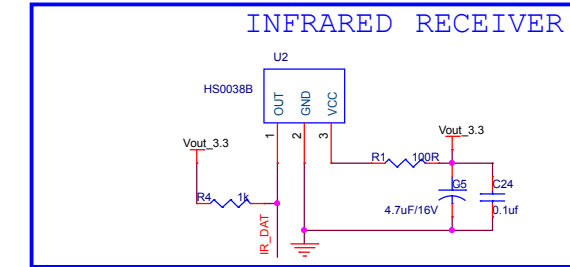 INFRARED RECEIVER
U2
HS0038B
OUT
GND
VCC
1
2
3
Vout_3.3
Vout_3.3
R1 100R
R4 1k
C24
4.7uF/16V
0.1uf
IR_DAT